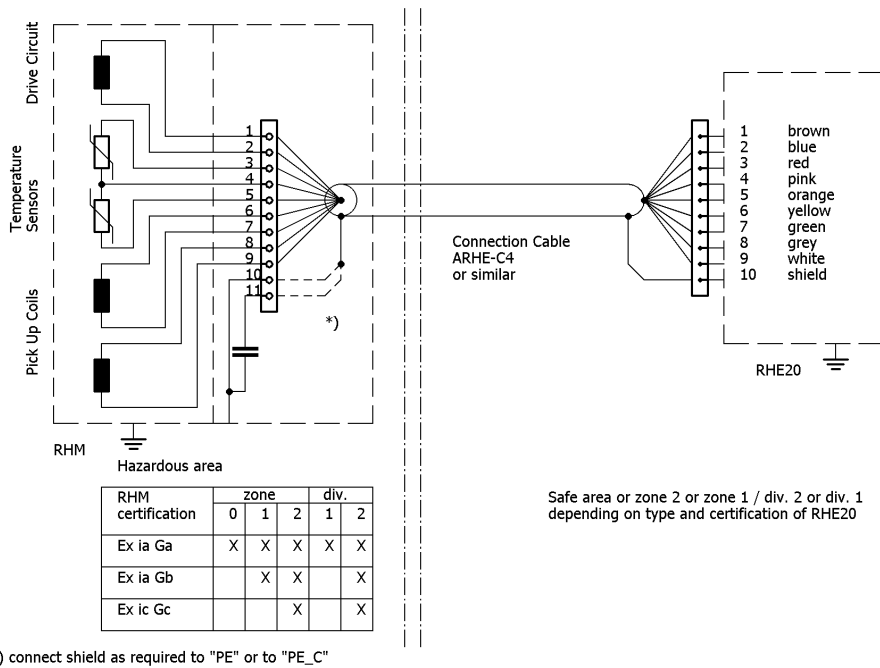 Drive Circuit
Temperature
Sensors
Pick Up Coils
1
2
3
4
5
6
7
8
9
10
11
*)
RHM
Hazardous area
Connection Cable
ARHE-C4
or similar
1 brown
2 blue
3 red
4 pink
5 orange
6 yellow
7 green
8 grey
9 white
10 shield
RHE20
Safe area or zone 2 or zone 1 / div. 2 or div. 1
depending on type and certification of RHE20
RHM zone div.
certification 0 1 2 1 2
Ex ia Ga X X X X X
Ex ia Gb X X X
Ex ic Gc X X
) connect shield as required to "PE" or to "PE_C"